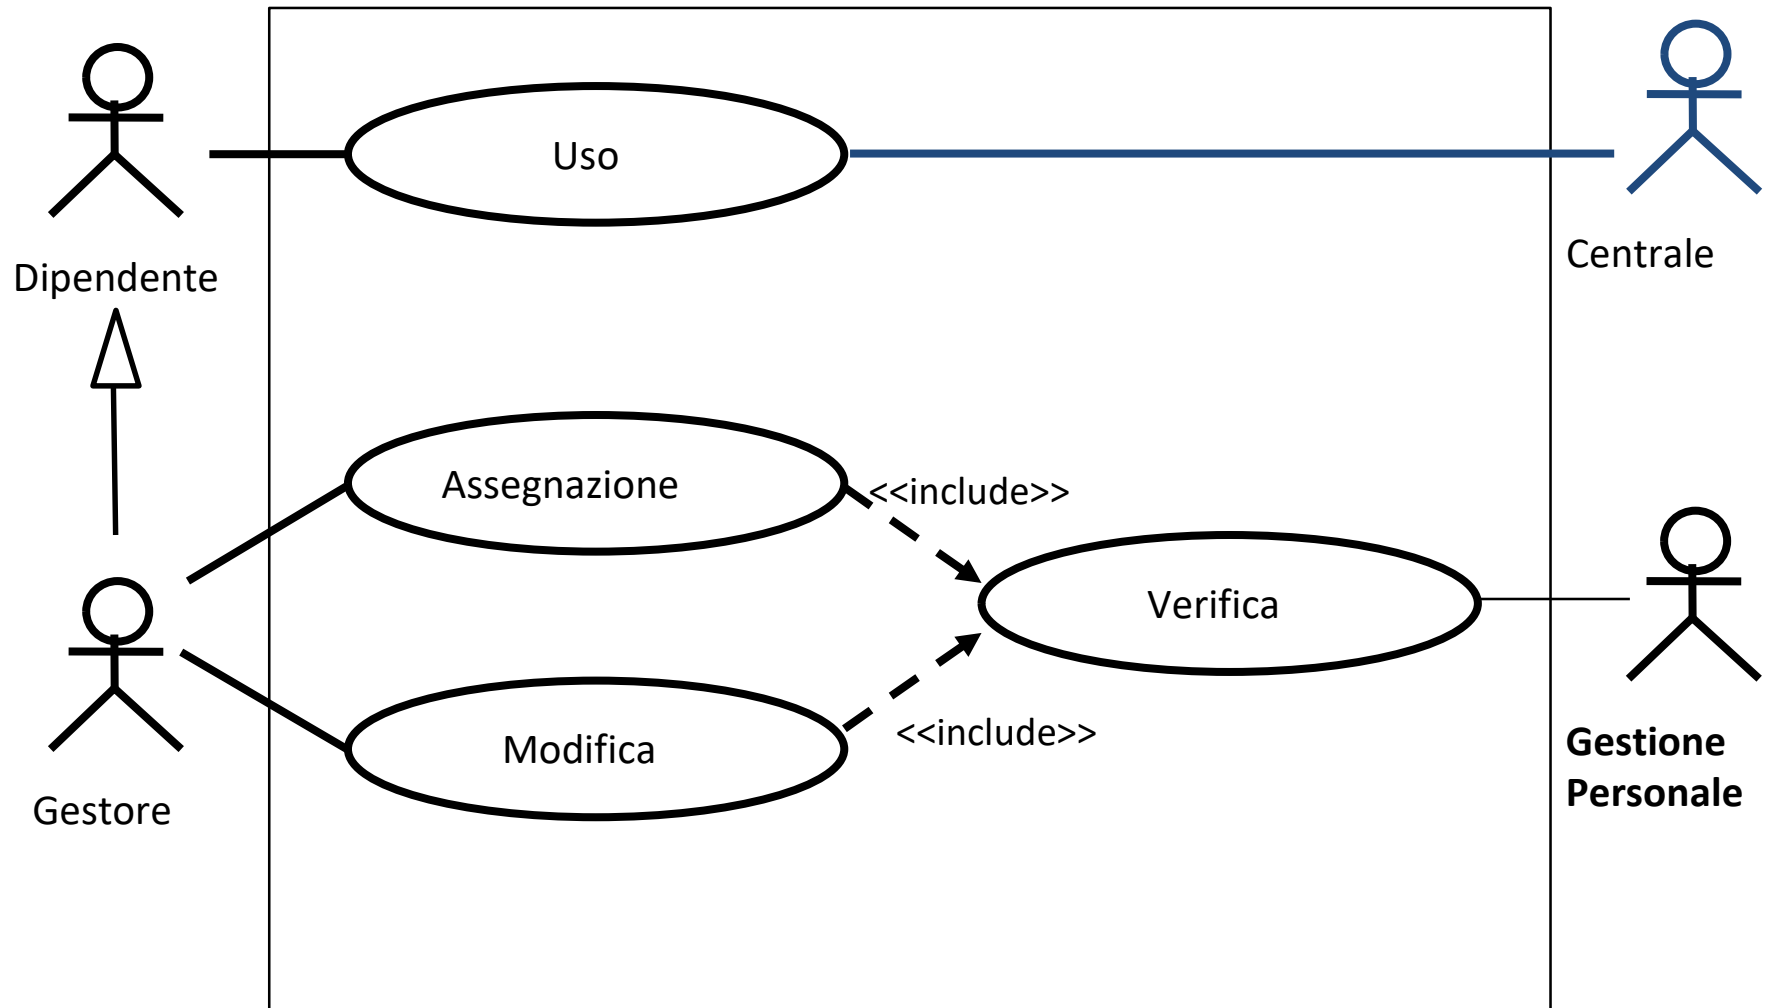 Uso
Centrale
Dipendente
Assegnazione
<<include>>
Verifica
Modifica
<<include>>
Gestione
Personale
Gestore